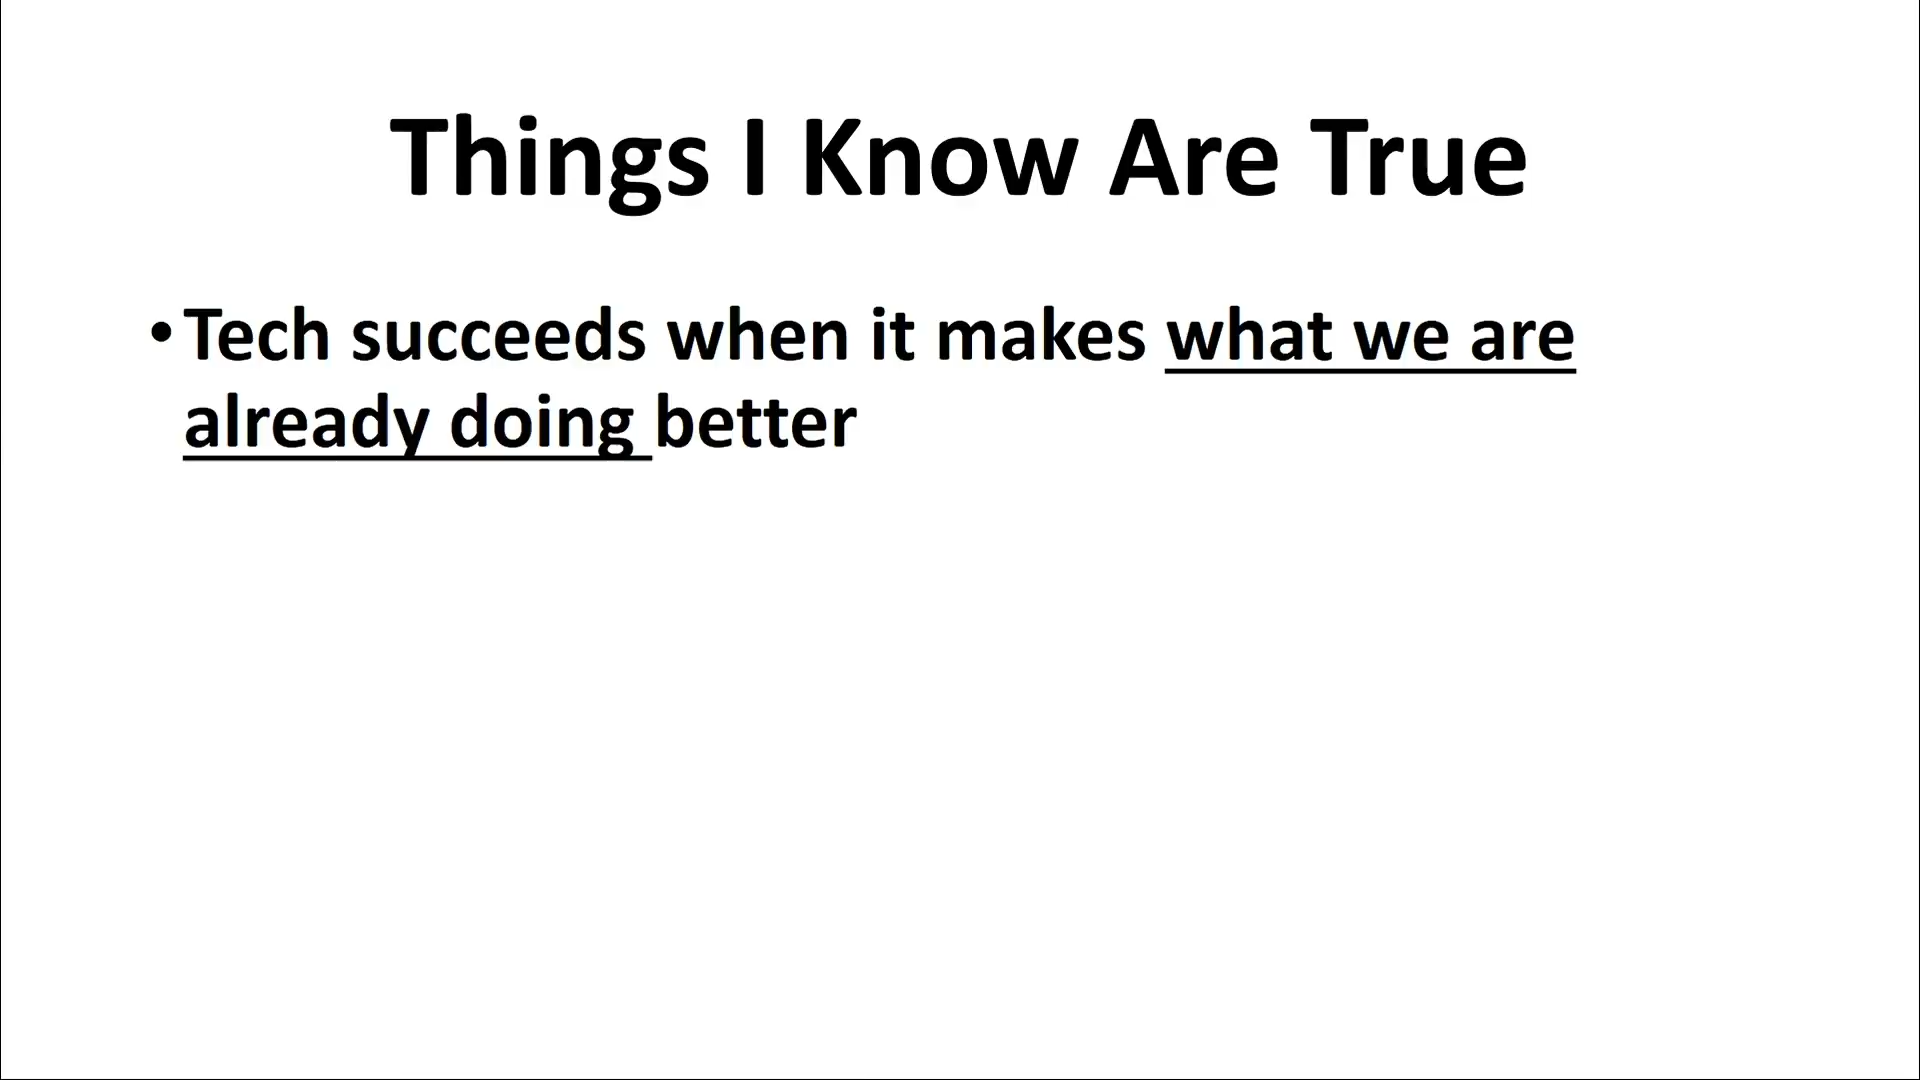 Things I Know Are True
• Tech succeeds when it makes what we are
already doing better